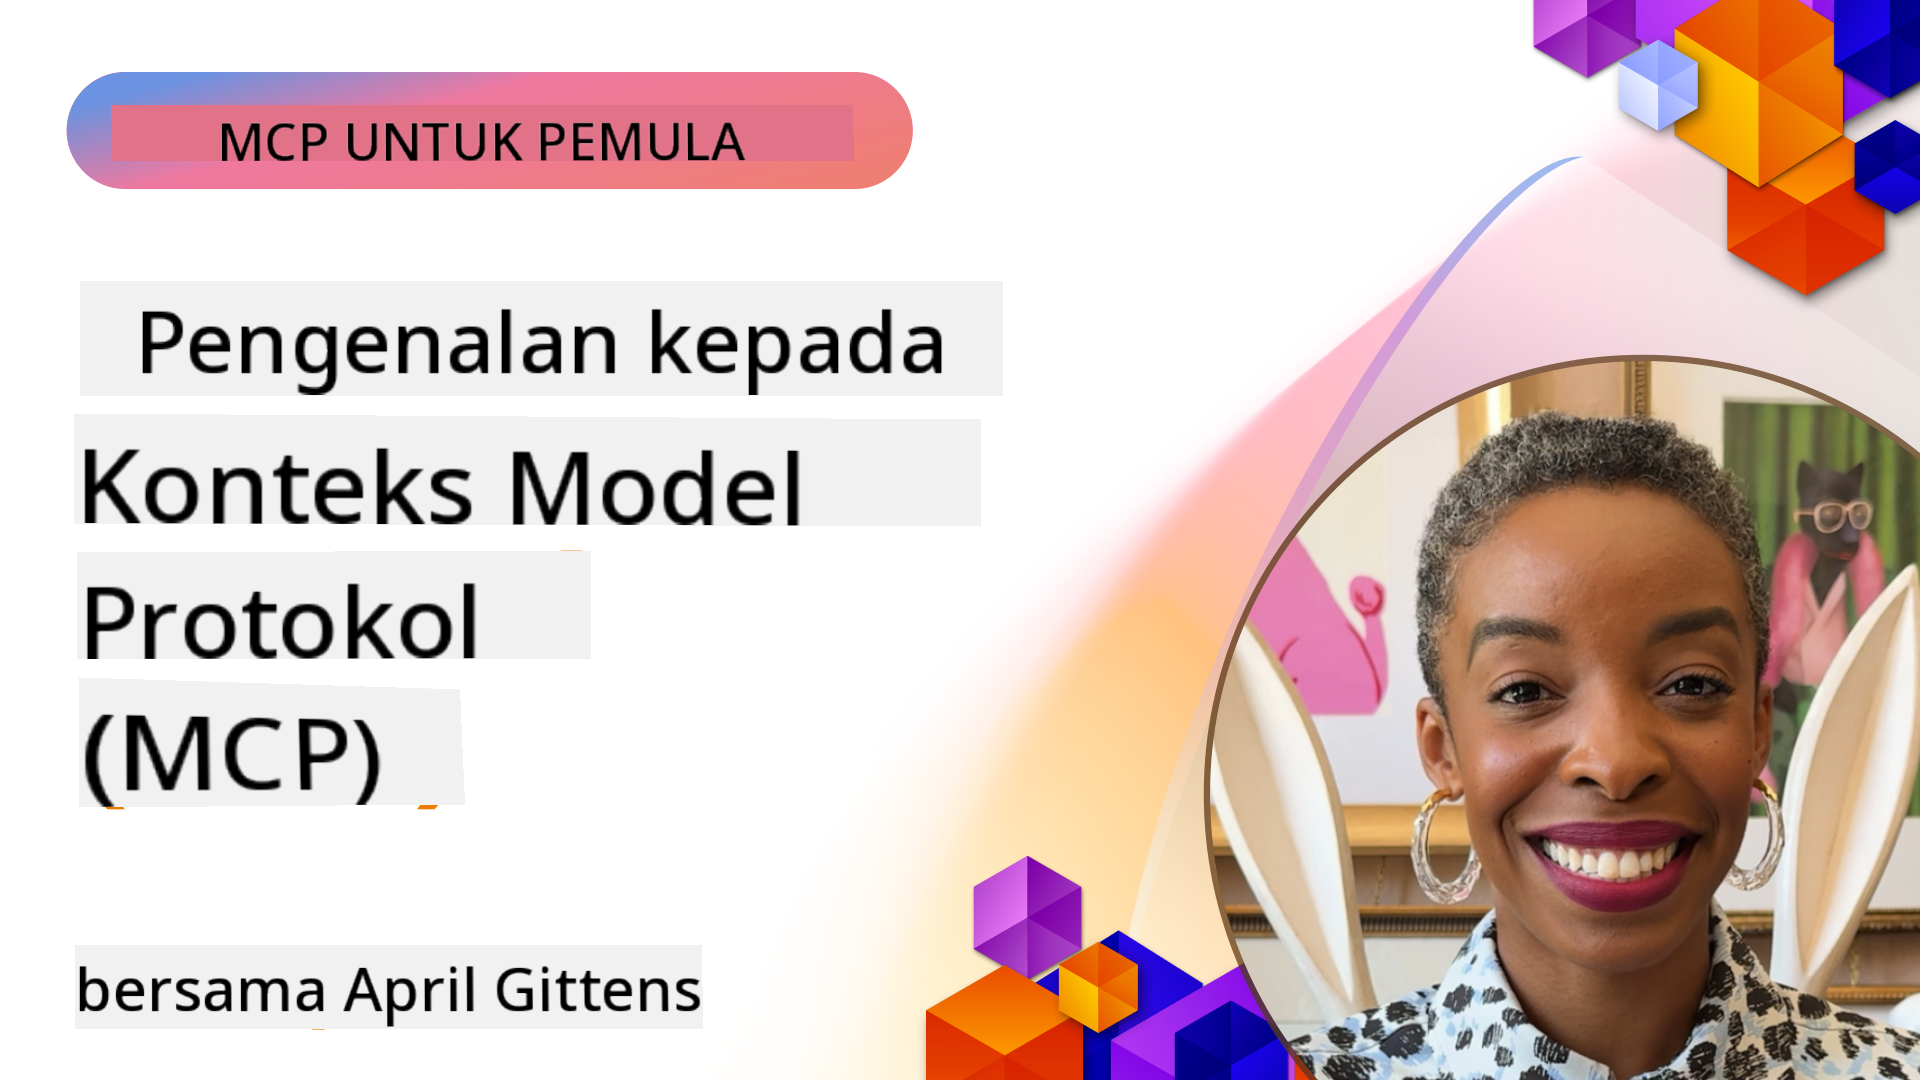 MCP UNTUK PEMULA
Pengenalan kepada
Konteks Model
Protokol
(MCP)
bersama April Gittens